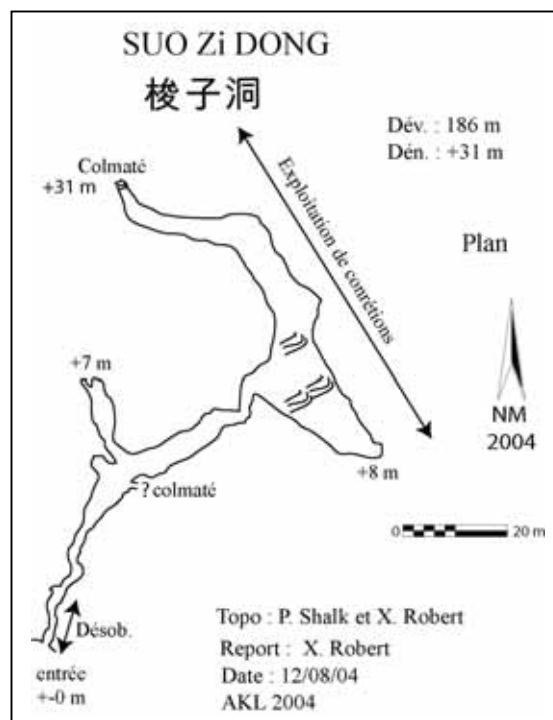 SUO Zi DONG
梭子洞
Dév. : 186 m
Dén. : +31 m
Colmaté
+31 m
Exploitation de conrétions
Plan
+7 m
NM
2004
+8 m
? colmaté
0 20 m
Désob.
entrée
+-0 m
Topo : P. Shalk et X. Robert
Report : X. Robert
Date : 12/08/04
AKL 2004